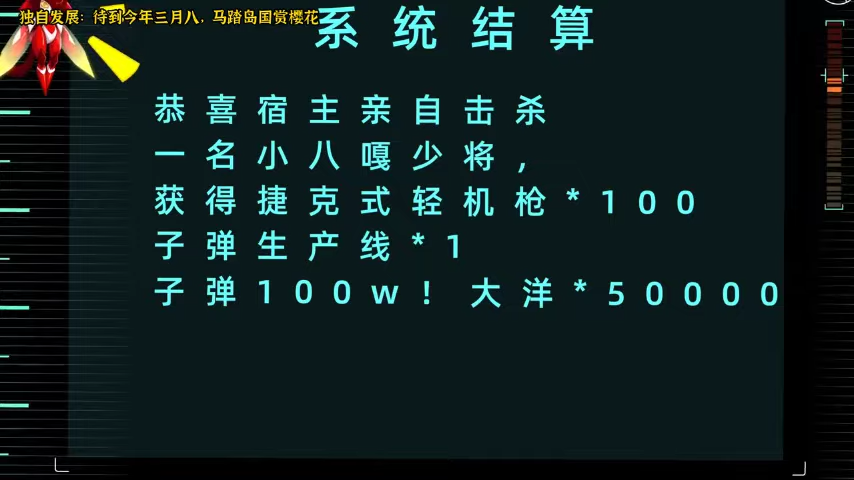 独自发展：待到今年三月八，马踏岛国赏樱花
系统结算
恭喜宿主亲自击杀
一名小八嘎少将，
获得捷克式轻机枪*100
子弹生产线*1
子弹100w！大洋*50000